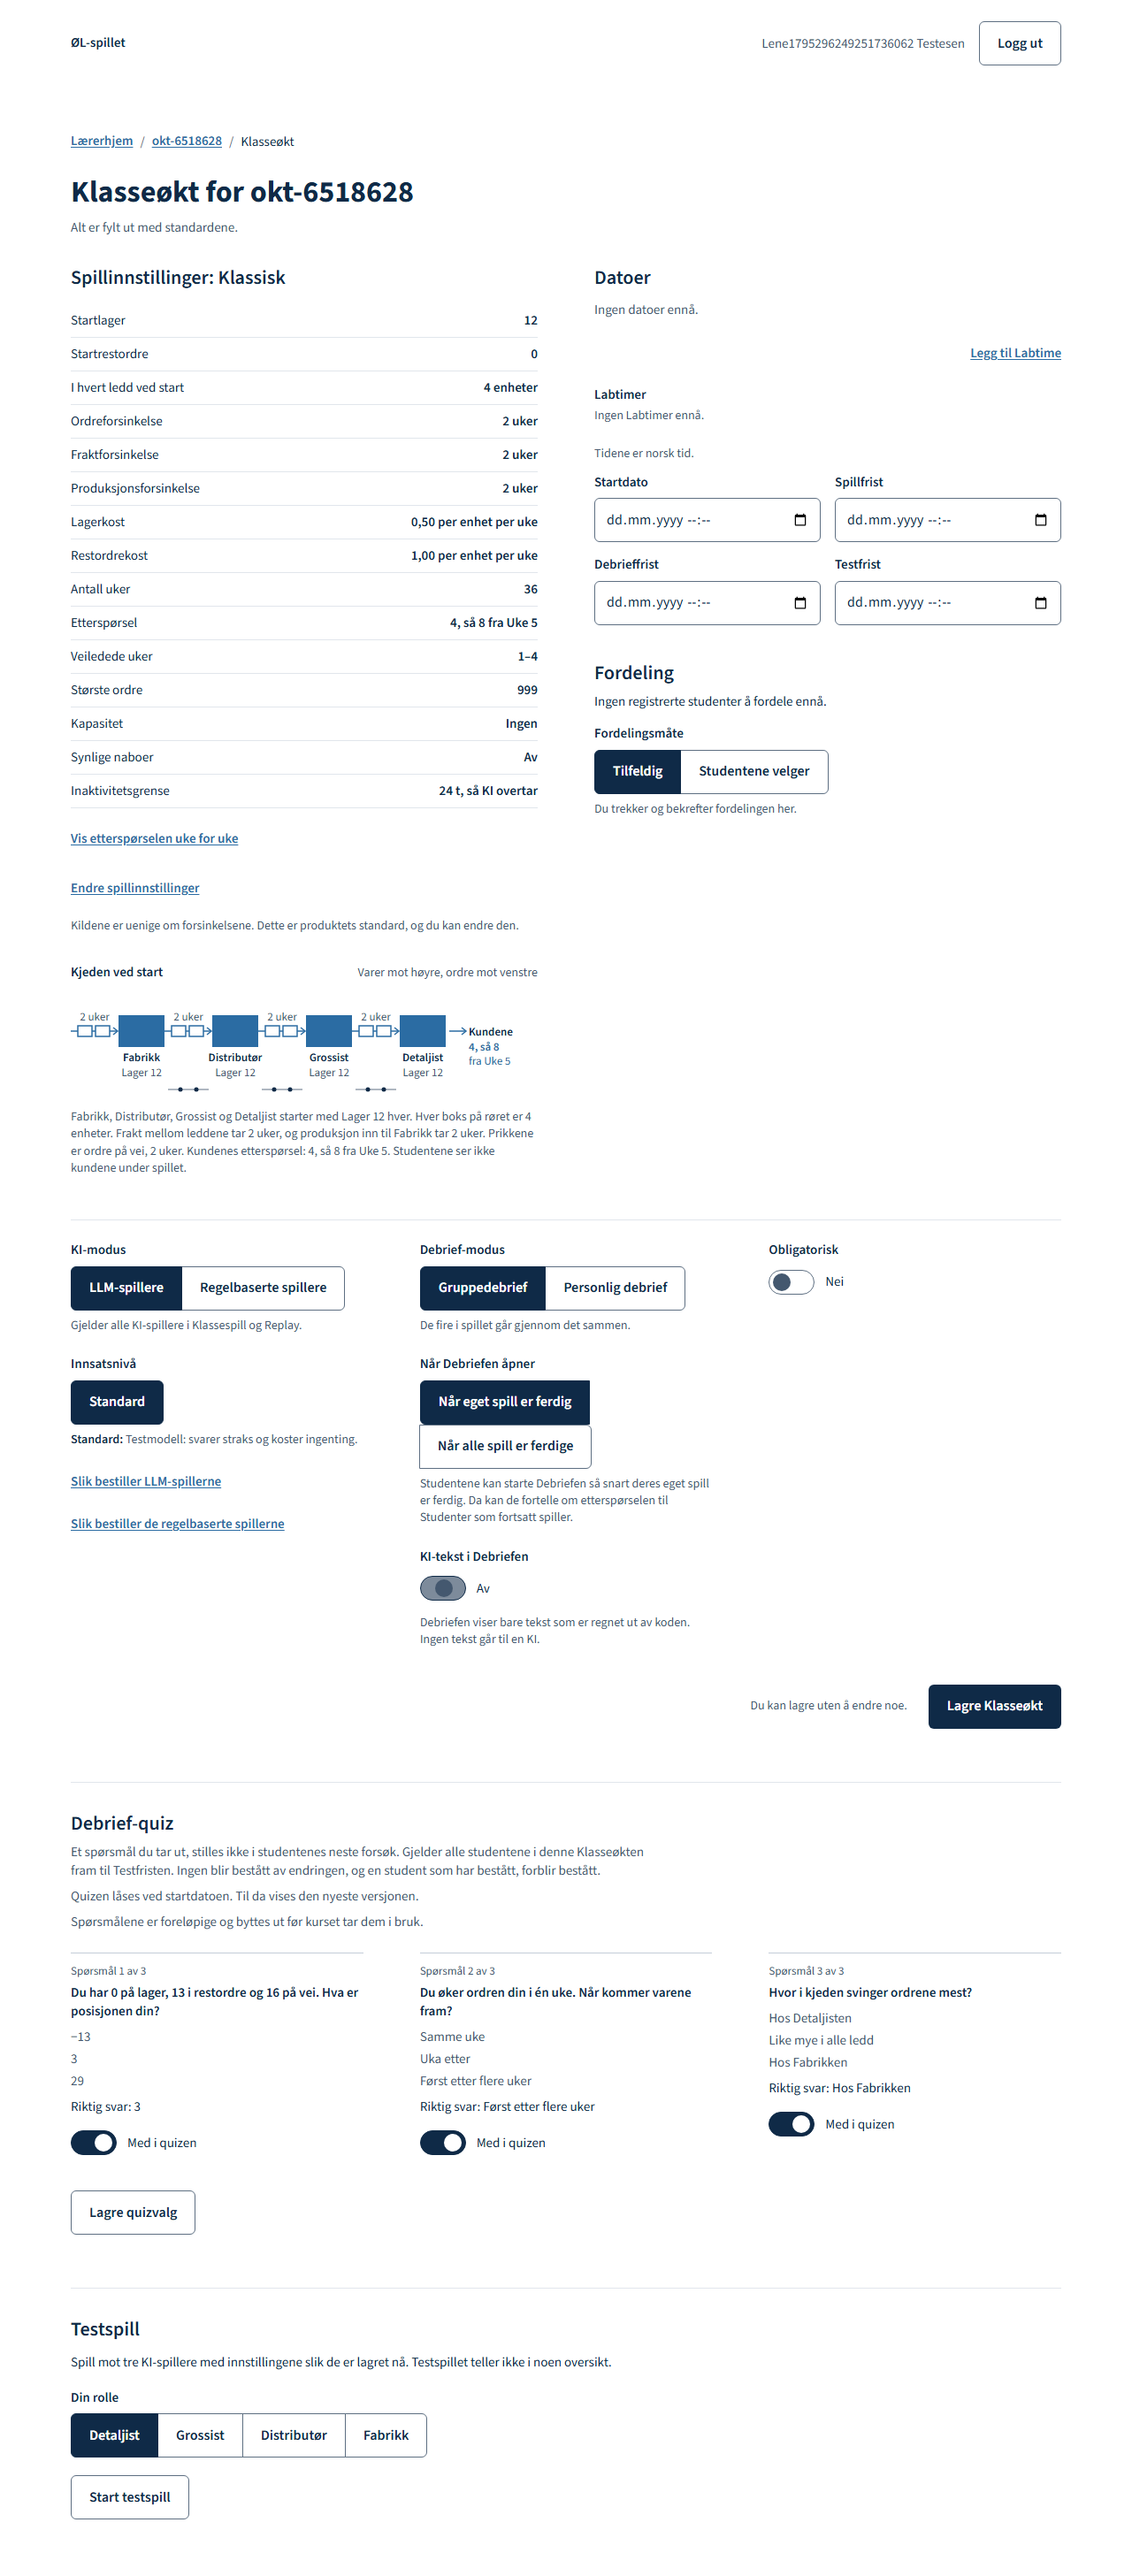 ØL-spillet
Lene1795296249251736062 Testesen
Logg ut
Lærerhjem / okt-6518628 / Klasseøkt
Klasseøkt for okt-6518628
Alt er fylt ut med standardene.
Spillinnstillinger: Klassisk
Startlager 12
Startrestordre 0
I hvert ledd ved start 4 enheter
Ordreforsinkelse 2 uker
Fraktforsinkelse 2 uker
Produksjonsforsinkelse 2 uker
Lagerkost 0,50 per enhet per uke
Restordrekost 1,00 per enhet per uke
Antall uker 36
Etterspørsel 4, så 8 fra Uke 5
Veiledede uker 1–4
Største ordre 999
Kapasitet Ingen
Synlige naboer Av
Inaktivitetsgrense 24 t, så KI overtar
Vis etterspørselen uke for uke
Endre spillinnstillinger
Kildene er uenige om forsinkelsene. Dette er produktets standard, og du kan endre den.
Kjeden ved start
Varer mot høyre, ordre mot venstre
2 uker 2 uker 2 uker 2 uker
Fabrikk Distributør Grossist Detaljist
Lager 12 Lager 12 Lager 12 Lager 12
Kundene
4, så 8
fra Uke 5
Fabrikk, Distributør, Grossist og Detaljist starter med Lager 12 hver. Hver boks på røret er 4
enheter. Frakt mellom leddene tar 2 uker, og produksjon inn til Fabrikk tar 2 uker. Prikkene
er ordre på vei, 2 uker. Kundenes etterspørsel: 4, så 8 fra Uke 5. Studentene ser ikke
kundene under spillet.
Datoer
Ingen datoer ennå.
Legg til Labtime
Labtimer
Ingen Labtimer ennå.
Tidene er norsk tid.
Startdato Spillfrist
dd.mm.yyyy --:-- dd.mm.yyyy --:--
Debrieffrist Testfrist
dd.mm.yyyy --:-- dd.mm.yyyy --:--
Fordeling
Ingen registrerte studenter å fordele ennå.
Fordelingsmåte
Tilfeldig Studentene velger
Du trekker og bekrefter fordelingen her.
KI-modus
LLM-spillere Regelbaserte spillere
Gjelder alle KI-spillere i Klassespill og Replay.
Innsatsnivå
Standard
Standard: Testmodell: svarer straks og koster ingenting.
Slik bestiller LLM-spillerne
Slik bestiller de regelbaserte spillerne
Debrief-modus
Gruppedebrief Personlig debrief
De fire i spillet går gjennom det sammen.
Når Debriefen åpner
Når eget spill er ferdig
Når alle spill er ferdige
Studentene kan starte Debriefen så snart deres eget spill
er ferdig. Da kan de fortelle om etterspørselen til
Studenter som fortsatt spiller.
KI-tekst i Debriefen
Av
Debriefen viser bare tekst som er regnet ut av koden.
Ingen tekst går til en KI.
Obligatorisk
Nei
Du kan lagre uten å endre noe.
Lagre Klasseøkt
Debrief-quiz
Et spørsmål du tar ut, stilles ikke i studentenes neste forsøk. Gjelder alle studentene i denne Klasseøkten
fram til Testfristen. Ingen blir bestått av endringen, og en student som har bestått, forblir bestått.
Quizen låses ved startdatoen. Til da vises den nyeste versjonen.
Spørsmålene er foreløpige og byttes ut før kurset tar dem i bruk.
Spørsmål 1 av 3
Du har 0 på lager, 13 i restordre og 16 på vei. Hva er
posisjonen din?
−13
3
29
Riktig svar: 3
Med i quizen
Spørsmål 2 av 3
Du øker ordren din i én uke. Når kommer varene
fram?
Samme uke
Uka etter
Først etter flere uker
Riktig svar: Først etter flere uker
Med i quizen
Spørsmål 3 av 3
Hvor i kjeden svinger ordrene mest?
Hos Detaljisten
Like mye i alle ledd
Hos Fabrikken
Riktig svar: Hos Fabrikken
Med i quizen
Lagre quizvalg
Testspill
Spill mot tre KI-spillere med innstillingene slik de er lagret nå. Testspillet teller ikke i noen oversikt.
Din rolle
Detaljist Grossist Distributør Fabrikk
Start testspill